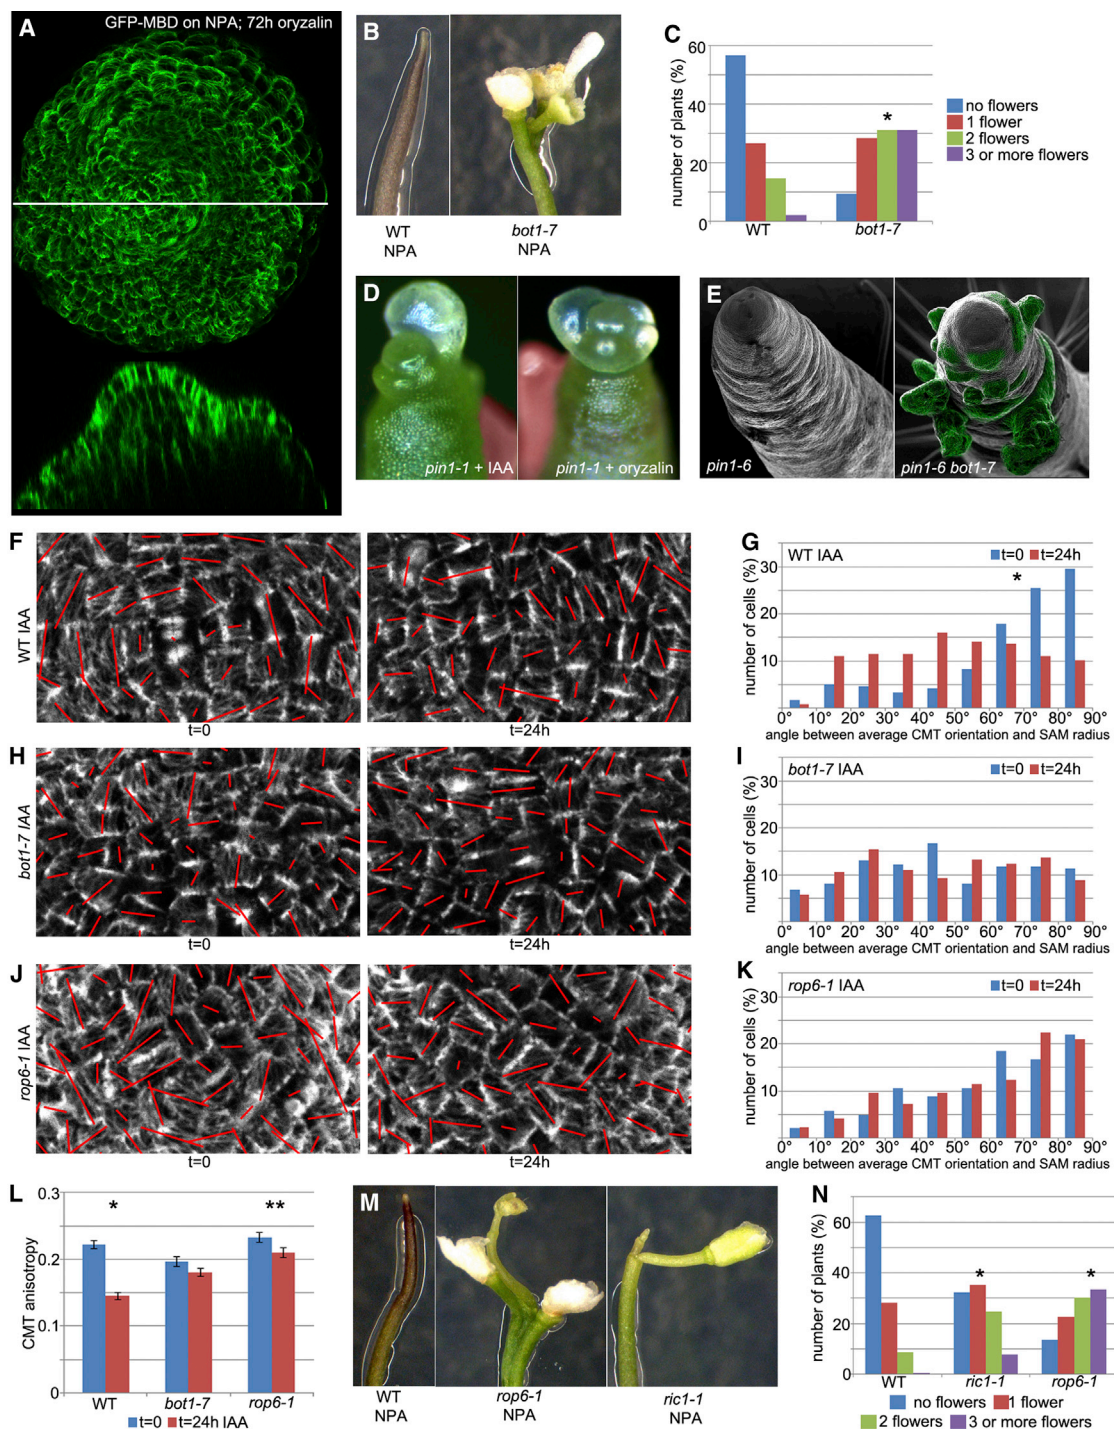 A
GFP-MBD on NPA; 72h oryzalin
B
WT
NPA
bot1-7
NPA
C
number of plants (%)
60
40
20
0
WT
bot1-7
*
no flowers
1 flower
2 flowers
3 or more flowers
D
pin1-1 + IAA
pin1-1 + oryzalin
E
pin1-6
pin1-6 bot1-7
F
WT IAA
t=0
t=24h
G
WT IAA
t=0
t=24h
*
number of cells (%)
30
20
10
0° 10° 20° 30° 40° 50° 60° 70° 80° 90°
angle between average CMT orientation and SAM radius
H
bot1-7 IAA
t=0
t=24h
I
bot1-7 IAA
t=0
t=24h
number of cells (%)
30
20
10
0
0° 10° 20° 30° 40° 50° 60° 70° 80° 90°
angle between average CMT orientation and SAM radius
J
rop6-1 IAA
t=0
t=24h
K
rop6-1 IAA
t=0
t=24h
number of cells (%)
30
20
10
0
0° 10° 20° 30° 40° 50° 60° 70° 80° 90°
angle between average CMT orientation and SAM radius
L
CMT anisotropy
0.3
0.2
0.1
0
*
**
WT
bot1-7
rop6-1
t=0
t=24h IAA
M
WT
NPA
rop6-1
NPA
ric1-1
NPA
N
number of plants (%)
60
40
20
0
*
*
WT
ric1-1
rop6-1
no flowers
1 flower
2 flowers
3 or more flowers